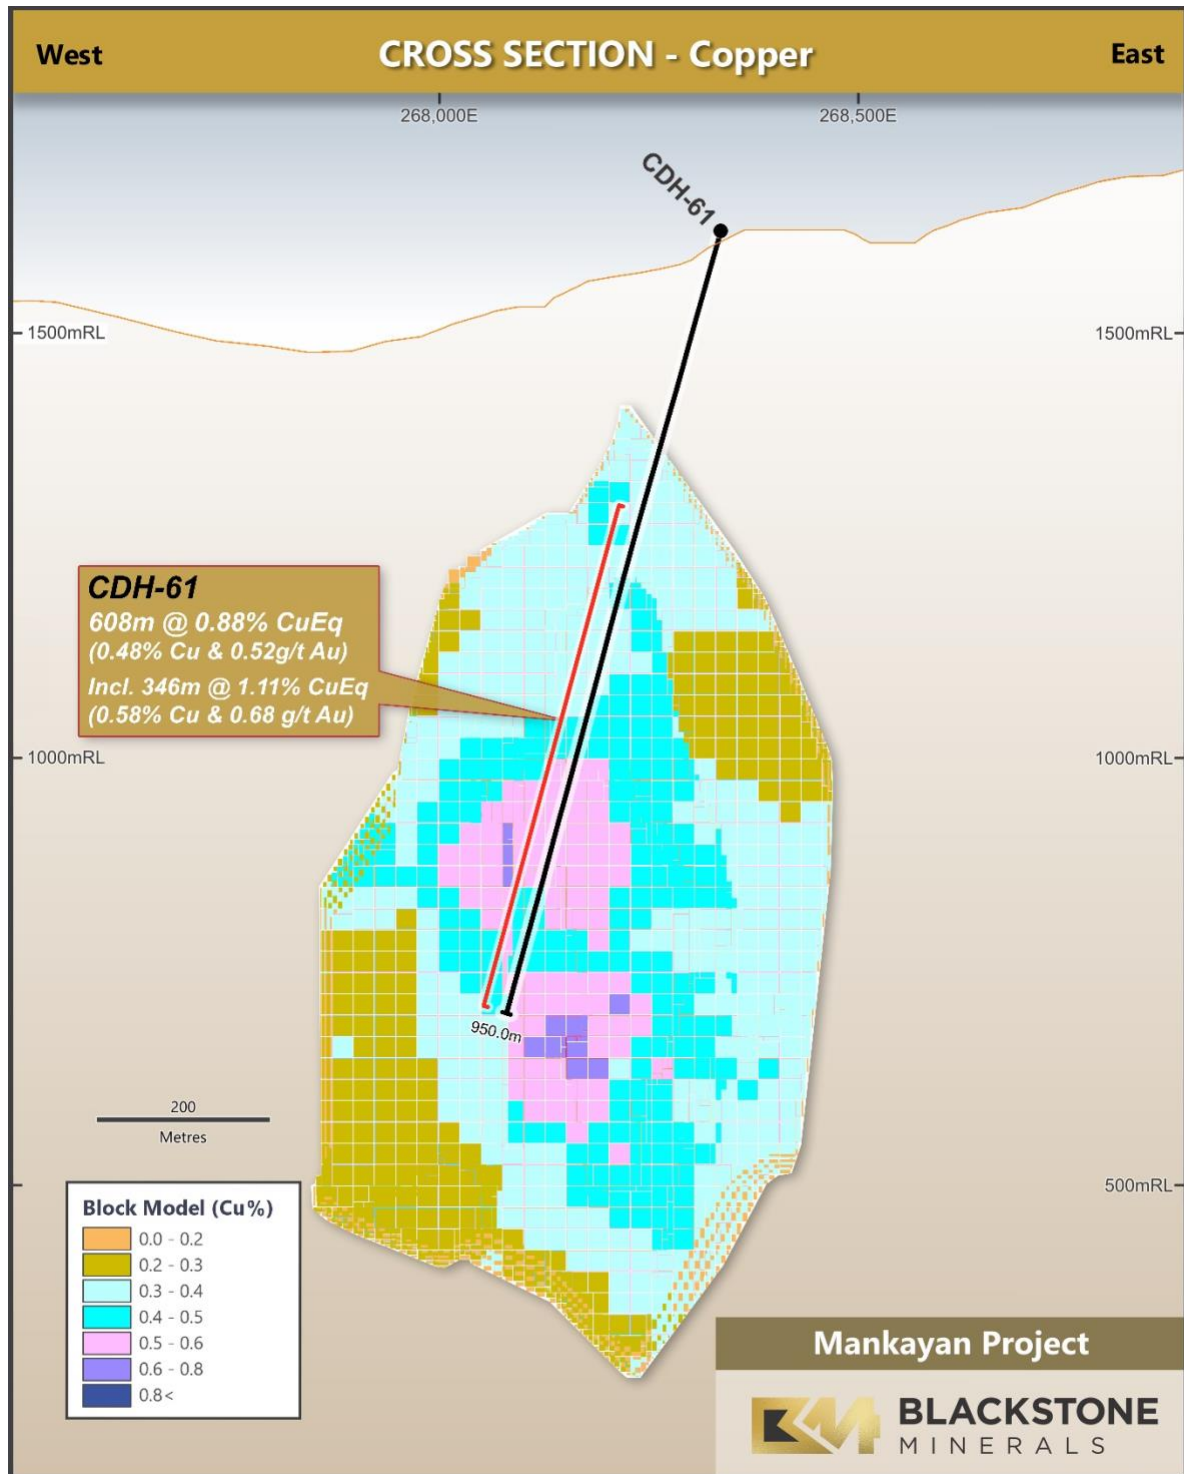 West
CROSS SECTION - Copper
East
268,000E
268,500E
CDH-61
1500mRL
1500mRL
CDH-61
608m @ 0.88% CuEq
(0.48% Cu & 0.52g/t Au)
Incl. 346m @ 1.11% CuEq
(0.58% Cu & 0.68 g/t Au)
1000mRL
1000mRL
950.0m
200
Metres
500mRL
Block Model (Cu%)
0.0 - 0.2
0.2 - 0.3
0.3 - 0.4
0.4 - 0.5
0.5 - 0.6
0.6 - 0.8
0.8<
Mankayan Project
BLACKSTONE
MINERALS